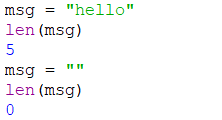 msg = "hello"
len(msg)
5
msg = ""
len(msg)
0